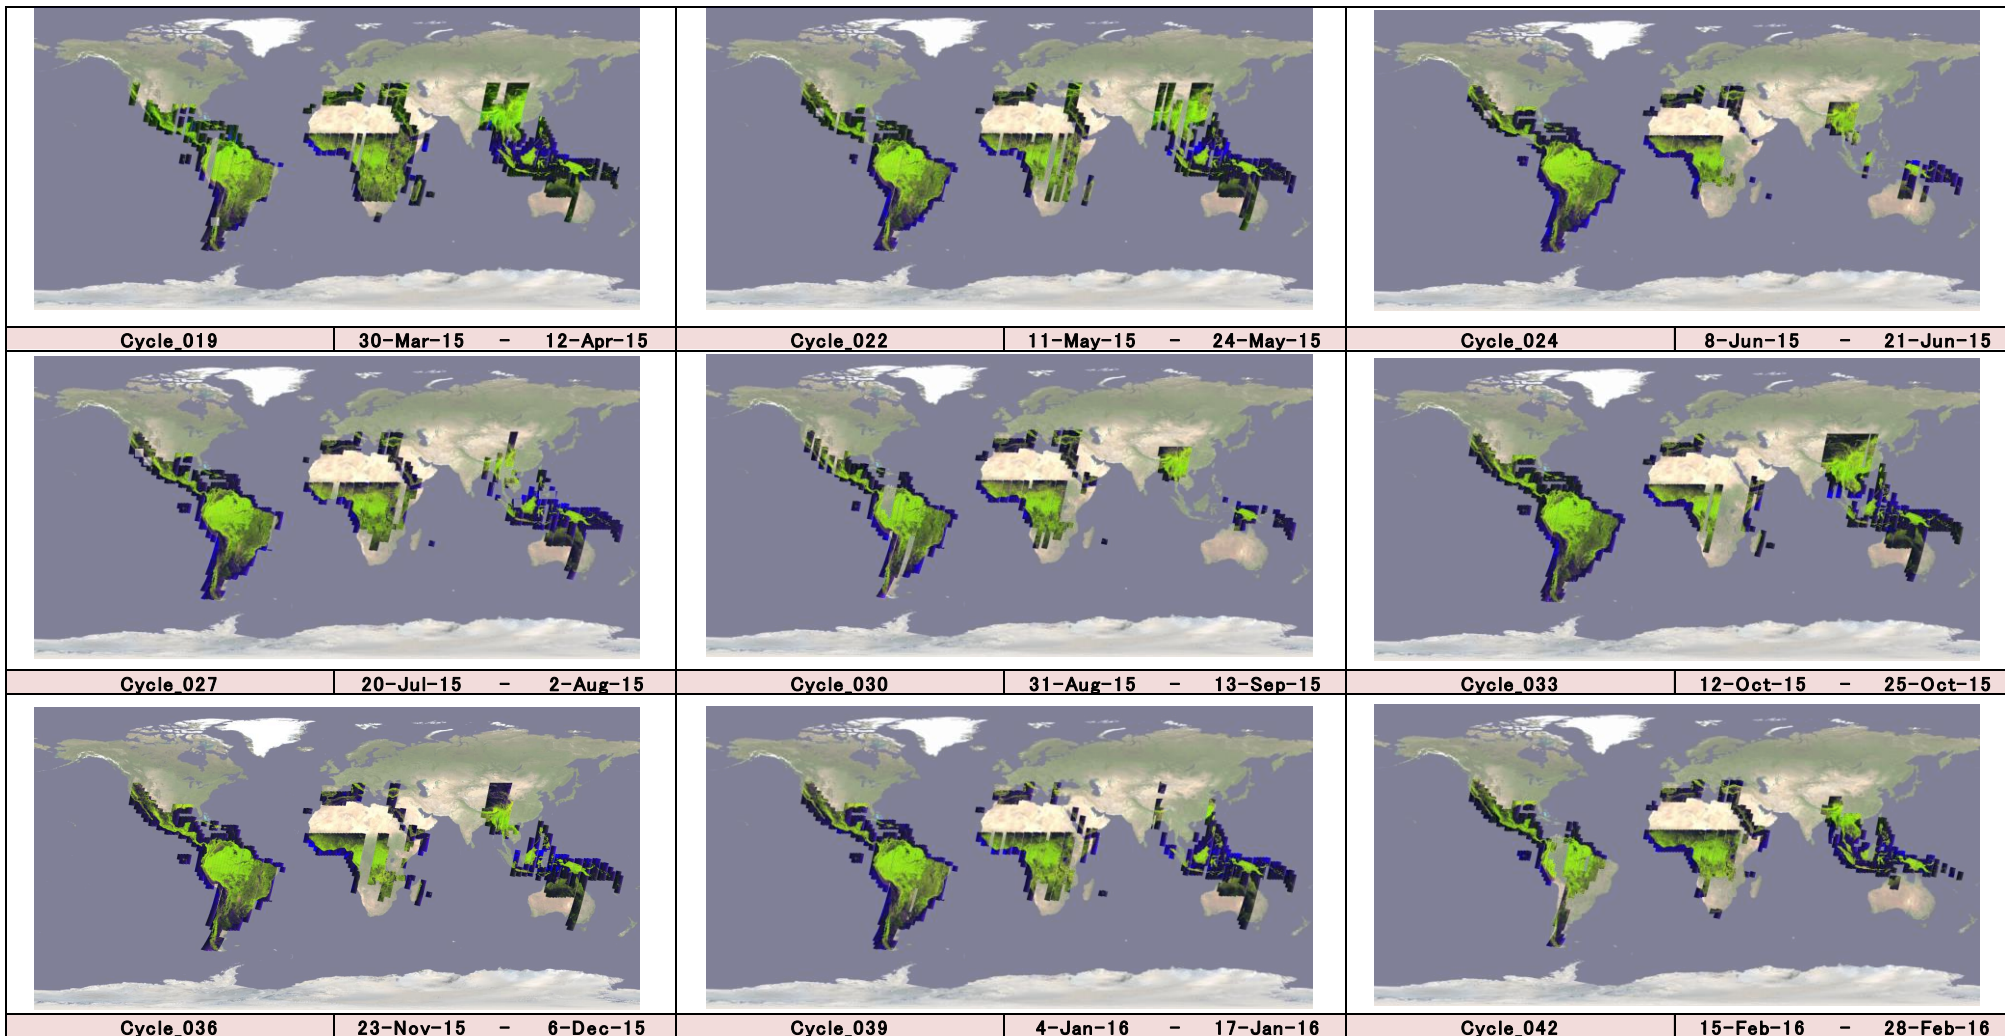 Cycle_019 30-Mar-15 - 12-Apr-15 Cycle_022 11-May-15 - 24-May-15 Cycle_024 8-Jun-15 - 21-Jun-15
Cycle_027 20-Jul-15 - 2-Aug-15 Cycle_030 31-Aug-15 - 13-Sep-15 Cycle_033 12-Oct-15 - 25-Oct-15
Cycle_036 23-Nov-15 - 6-Dec-15 Cycle_039 4-Jan-16 - 17-Jan-16 Cycle_042 15-Feb-16 - 28-Feb-16